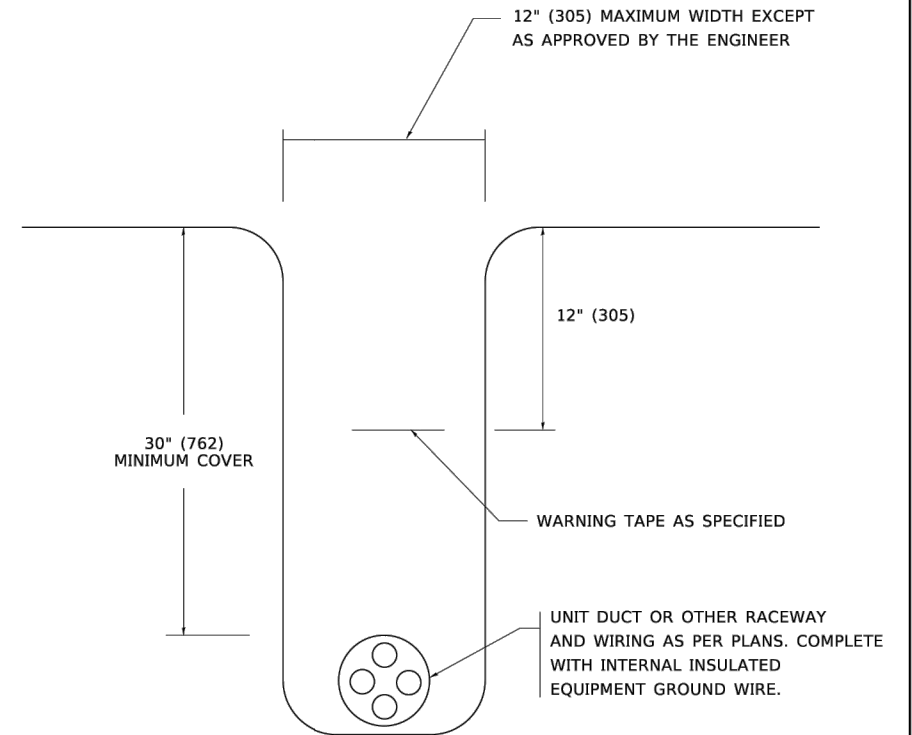 12" (305) MAXIMUM WIDTH EXCEPT
AS APPROVED BY THE ENGINEER
12" (305)
30" (762)
MINIMUM COVER
WARNING TAPE AS SPECIFIED
UNIT DUCT OR OTHER RACEWAY
AND WIRING AS PER PLANS. COMPLETE
WITH INTERNAL INSULATED
EQUIPMENT GROUND WIRE.